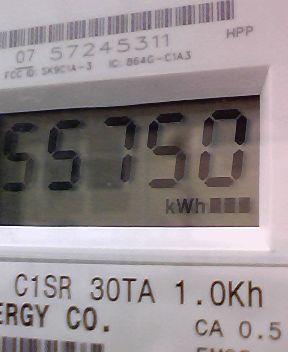 07 57245311 HPP
FCC ID: SK9C1A-3 IC: 864G-C1A3
55750
kWh
C1SR 30TA 1.0Kh
ERGY CO.
CA 0.5